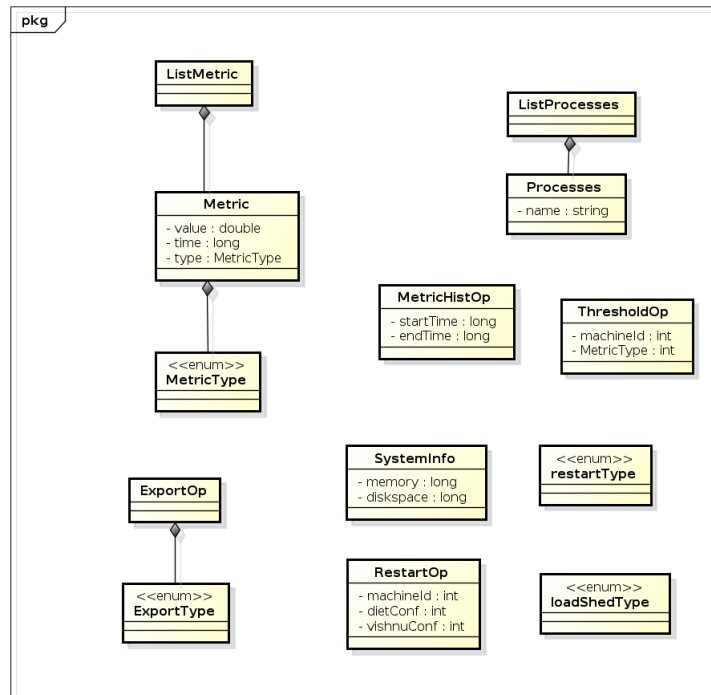 pkg
ListMetric
ListProcesses
Processes
- name : string
Metric
- value : double
- time : long
- type : MetricType
MetricHistOp
- startTime : long
- endTime : long
ThresholdOp
- machineId : int
- MetricType : int
<<enum>>
MetricType
SystemInfo
- memory : long
- diskspace : long
<<enum>>
restartType
ExportOp
RestartOp
- machineId : int
- dietConf : int
- vishnuConf : int
<<enum>>
loadShedType
<<enum>>
ExportType